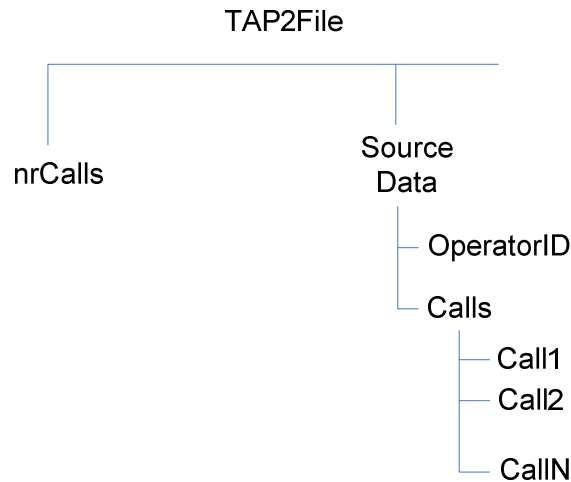 TAP2File
nrCalls
Source
Data
OperatorID
Calls
Call1
Call2
CallN